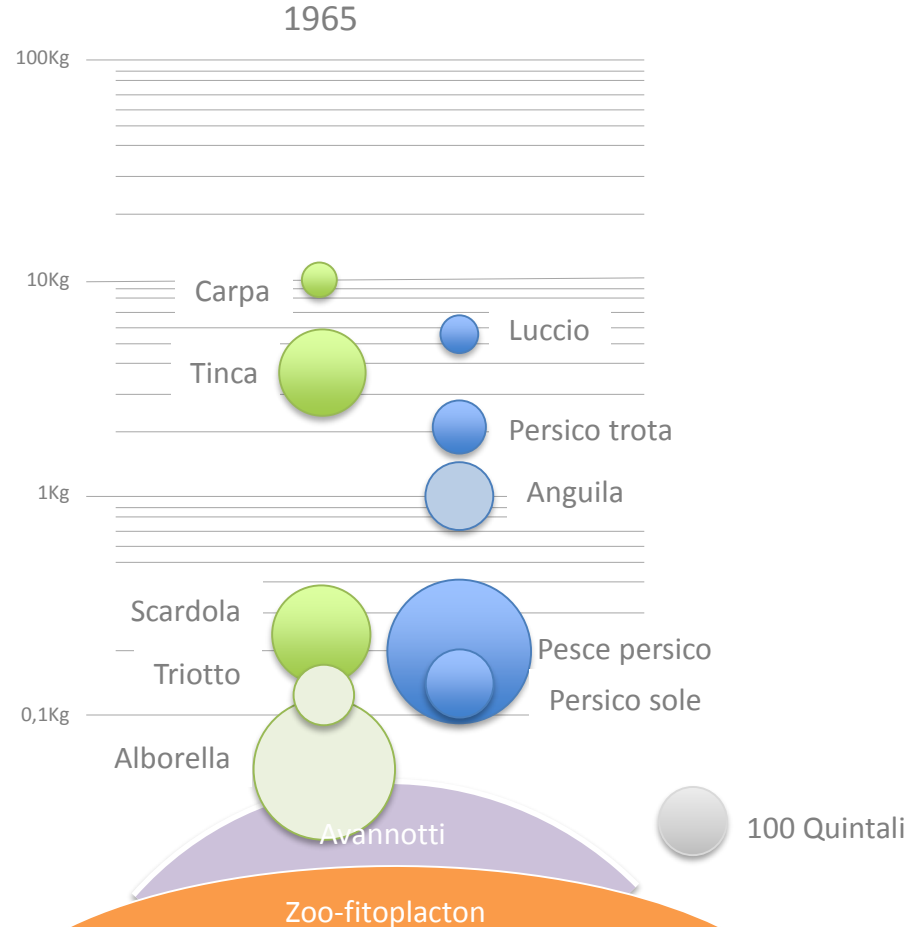 1965
100Kg
10Kg
Carpa
Luccio
Tinca
Persico trota
1Kg
Anguila
Scardola
Pesce persico
Triotto
Persico sole
0,1Kg
Alborella
Avannotti
100 Quintali
Zoo-fitoplacton